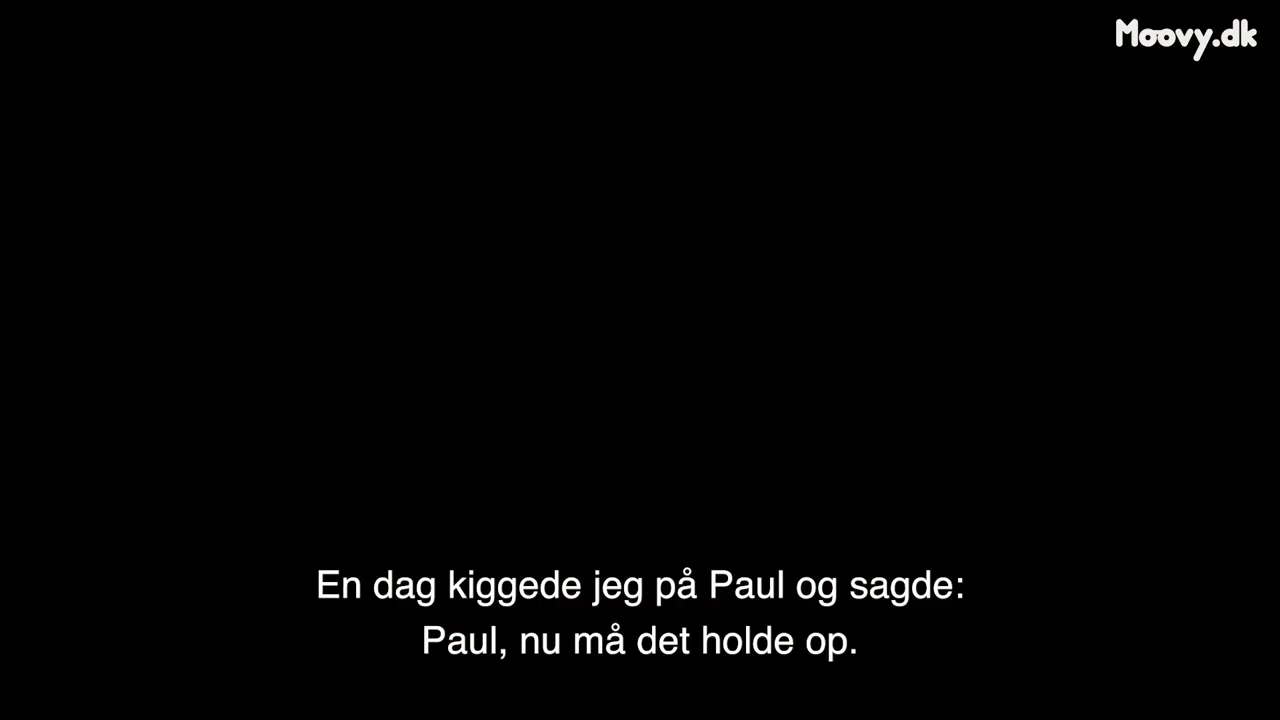 Moovy.dk
En dag kiggede jeg på Paul og sagde:
Paul, nu må det holde op.